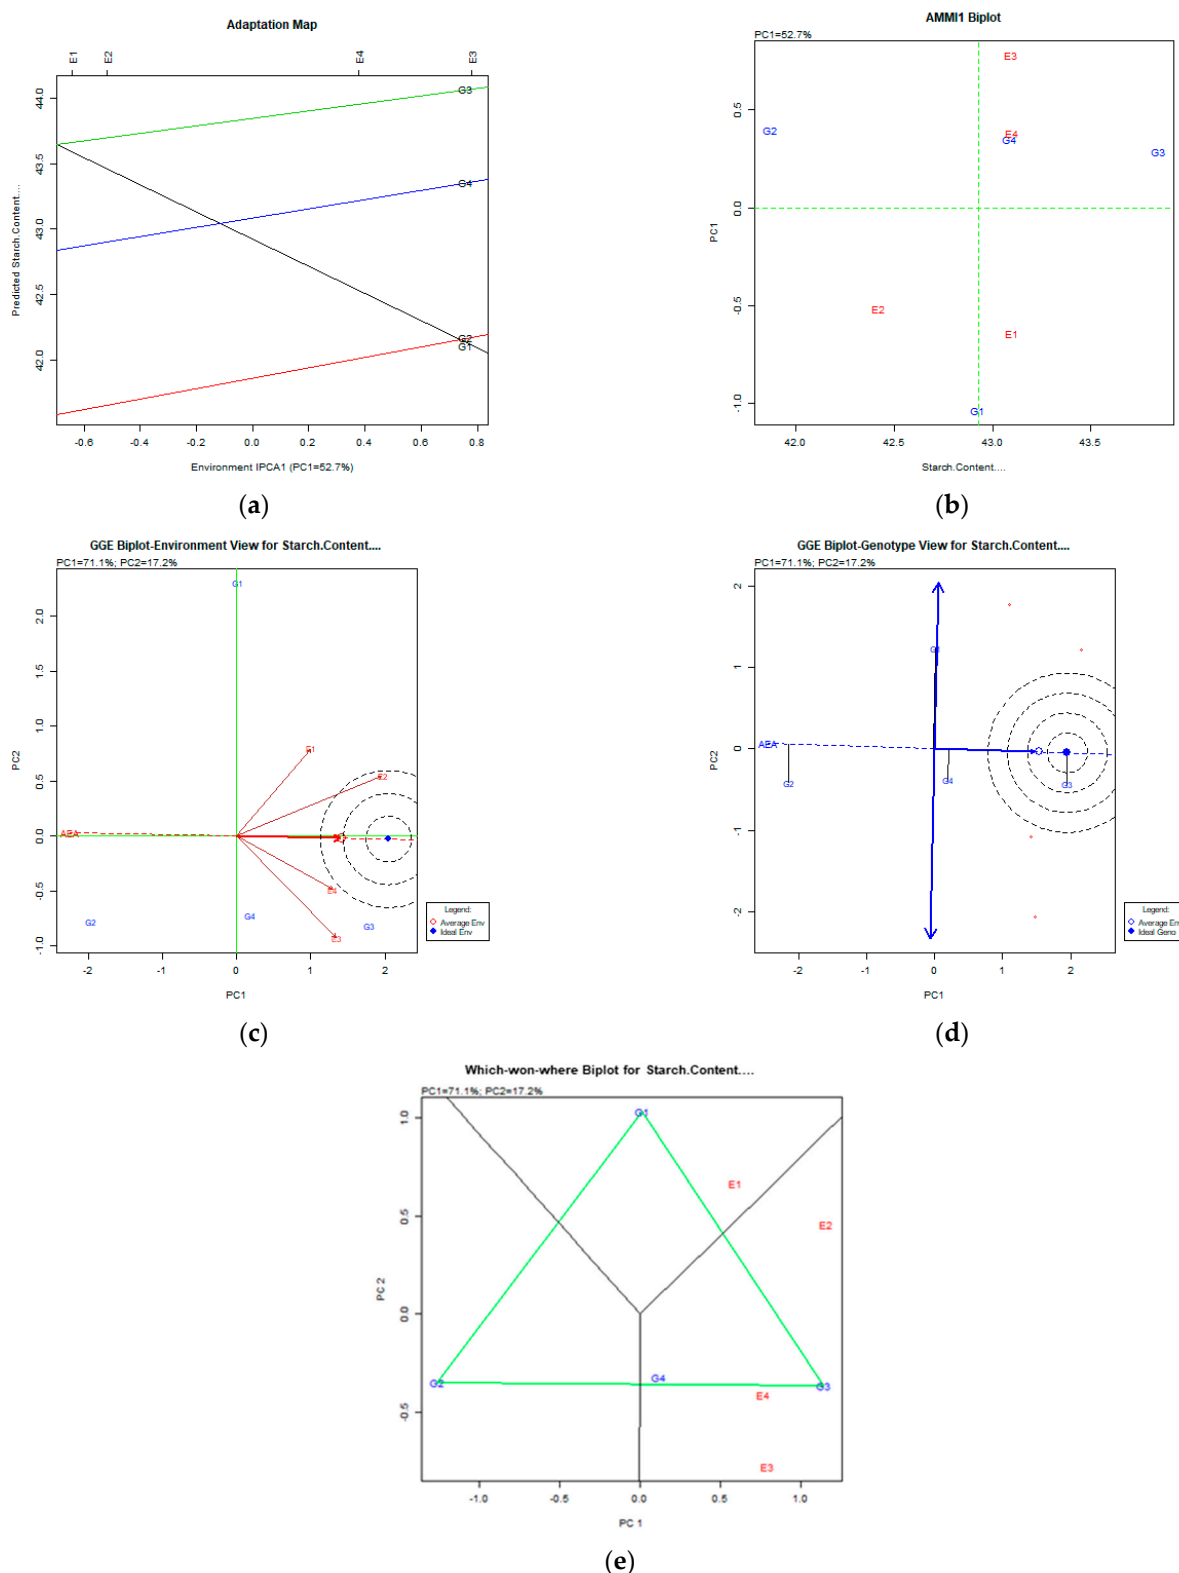 Adaptation Map
E1 E2 E4 E3
44.0
43.5
43.0
42.5
42.0
Predicted Starch.Content....
G3
G4
G2
G1
-0.6 -0.4 -0.2 0.0 0.2 0.4 0.6 0.8
Environment IPCA1 (PC1=52.7%)
(a)
AMMI1 Biplot
PC1=52.7%
0.5
0.0
-0.5
-1.0
PC1
E3
G2
E4
G4
G3
E2
E1
G1
42.0 42.5 43.0 43.5
Starch.Content....
(b)
GGE Biplot-Environment View for Starch.Content....
PC1=71.1%; PC2=17.2%
2.0
1.5
1.0
0.5
0.0
-0.5
-1.0
PC2
G1
E1
E2
AEA
E4
G4
G2
G3
E3
-2 -1 0 1 2
PC1
Legend:
Average Env
Ideal Env
(c)
GGE Biplot-Genotype View for Starch.Content....
PC1=71.1%; PC2=17.2%
2
1
0
-1
-2
PC2
G1
AEA
G2
G4
G3
-2 -1 0 1 2
PC1
Legend:
Average Env
Ideal Geno
(d)
Which-won-where Biplot for Starch.Content....
PC1=71.1%; PC2=17.2%
1.0
0.5
0.0
-0.5
PC 2
G1
E1
E2
G4
G2
G3
E4
E3
-1.0 -0.5 0.0 0.5 1.0
PC 1
(e)